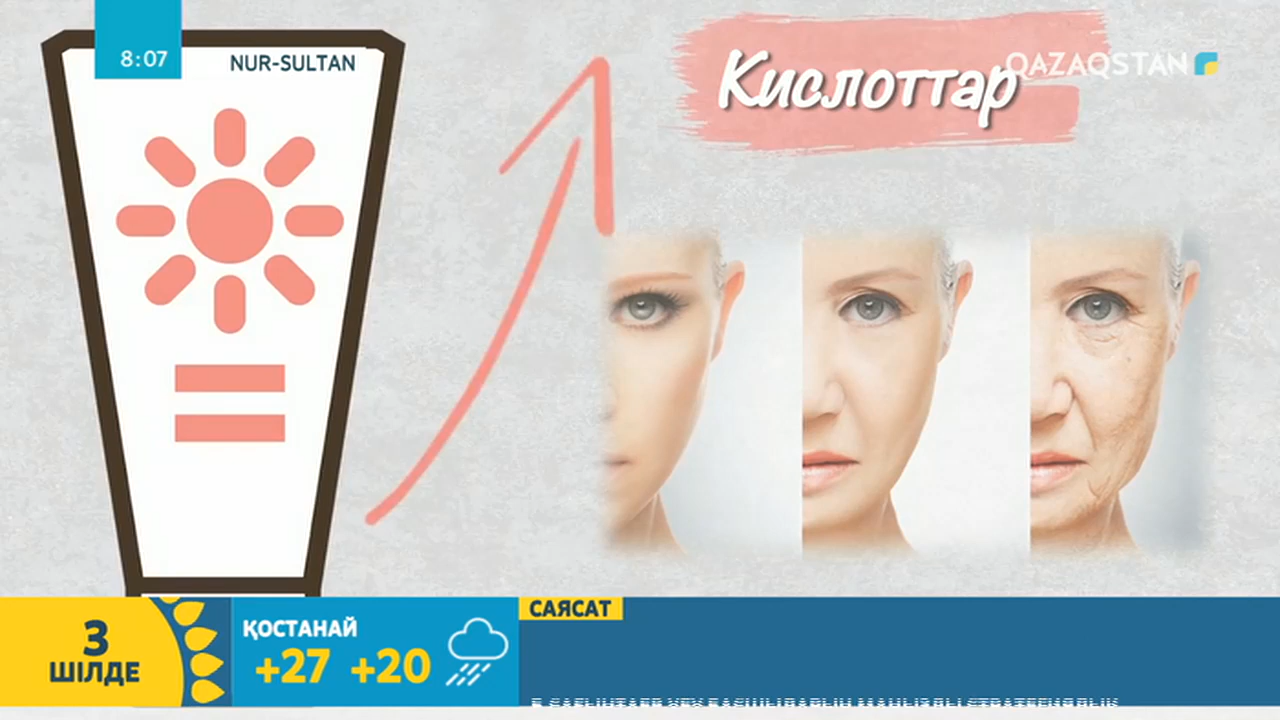 8:07
NUR-SULTAN
Кислоттар
QAZAQSTAN
3
ШІЛДЕ
ҚОСТАНАЙ
+27 +20
САЯСАТ